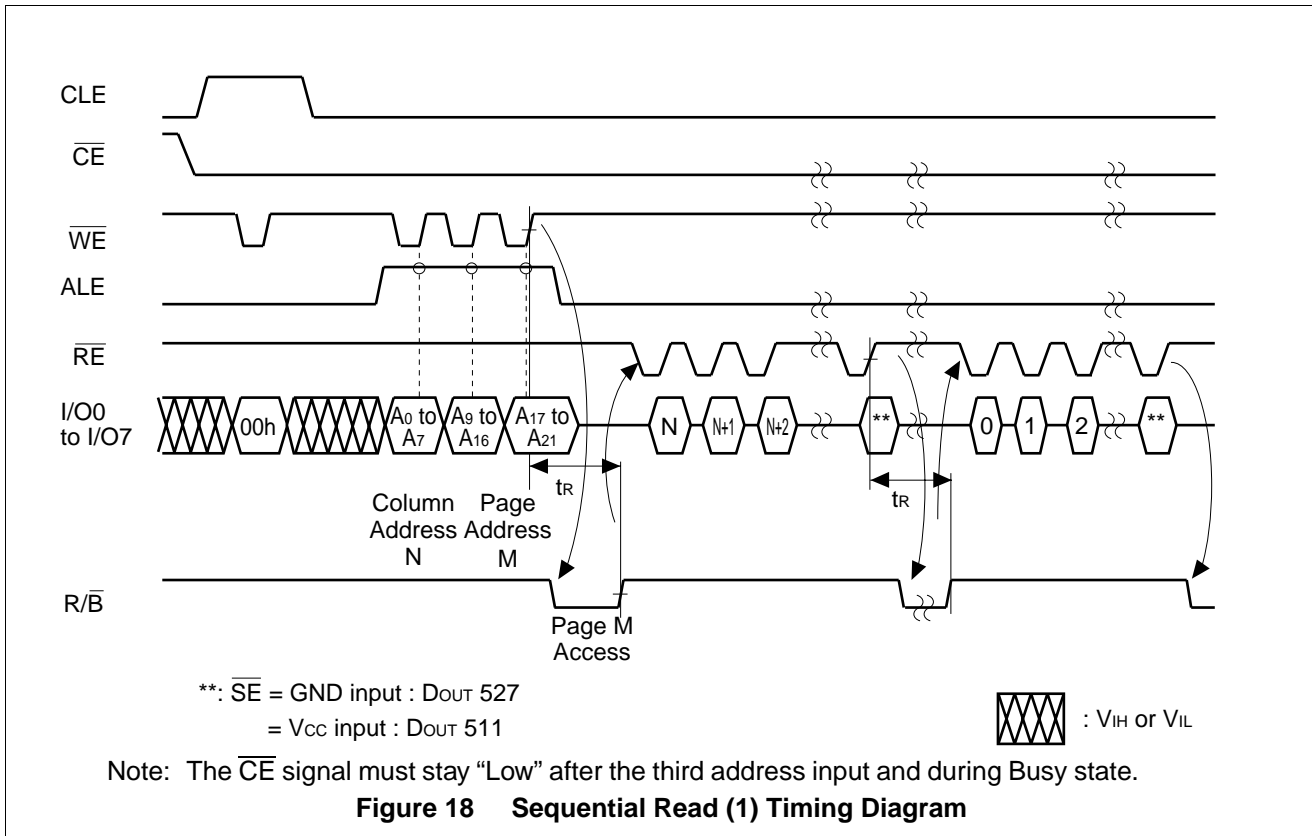 CLE
CE
WE
ALE
RE
I/O0
to I/O7
00h
A0 to
A7
A9 to
A16
A17 to
A21
N
N+1
N+2
**
0
1
2
**
tR
tR
Column
Address
N
Page
Address
M
R/B
Page M
Access
**: SE = GND input : DOUT 527
= VCC input : DOUT 511
: VIH or VIL
Note: The CE signal must stay “Low” after the third address input and during Busy state.
Figure 18 Sequential Read (1) Timing Diagram